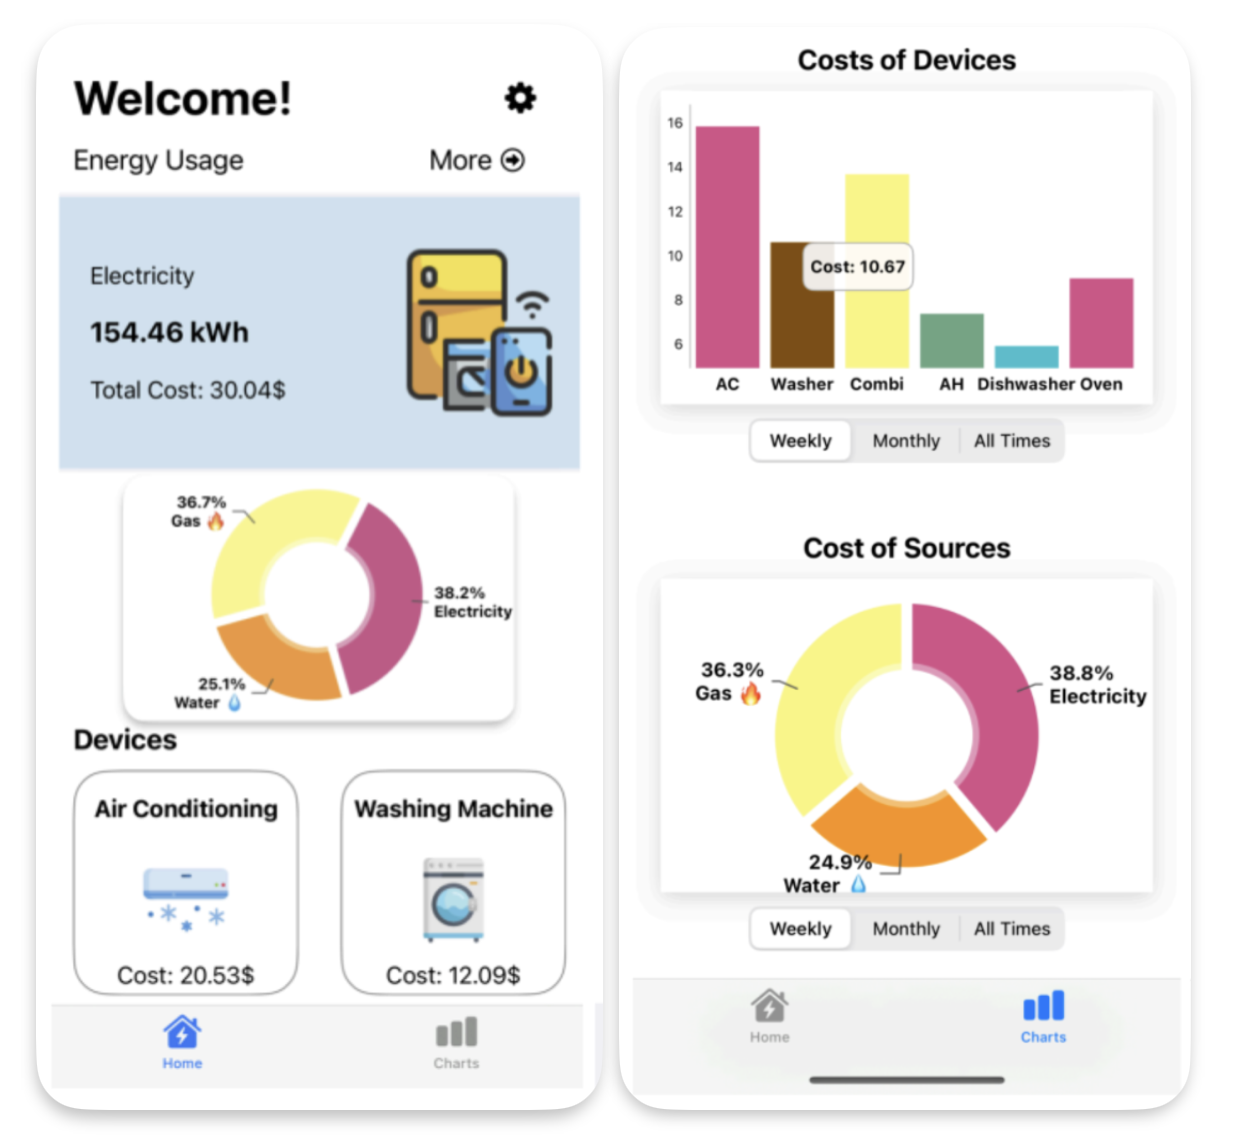 Welcome!
Energy Usage
More
Electricity
154.46 kWh
Total Cost: 30.04$
36.7%
Gas 🔥
38.2%
Electricity
25.1%
Water 💧
Devices
Air Conditioning
Cost: 20.53$
Washing Machine
Cost: 12.09$
Home
Charts
Costs of Devices
16
14
12
10
8
6
Cost: 10.67
AC Washer Combi AH Dishwasher Oven
Weekly Monthly All Times
Cost of Sources
36.3%
Gas 🔥
38.8%
Electricity
24.9%
Water 💧
Weekly Monthly All Times
Home
Charts